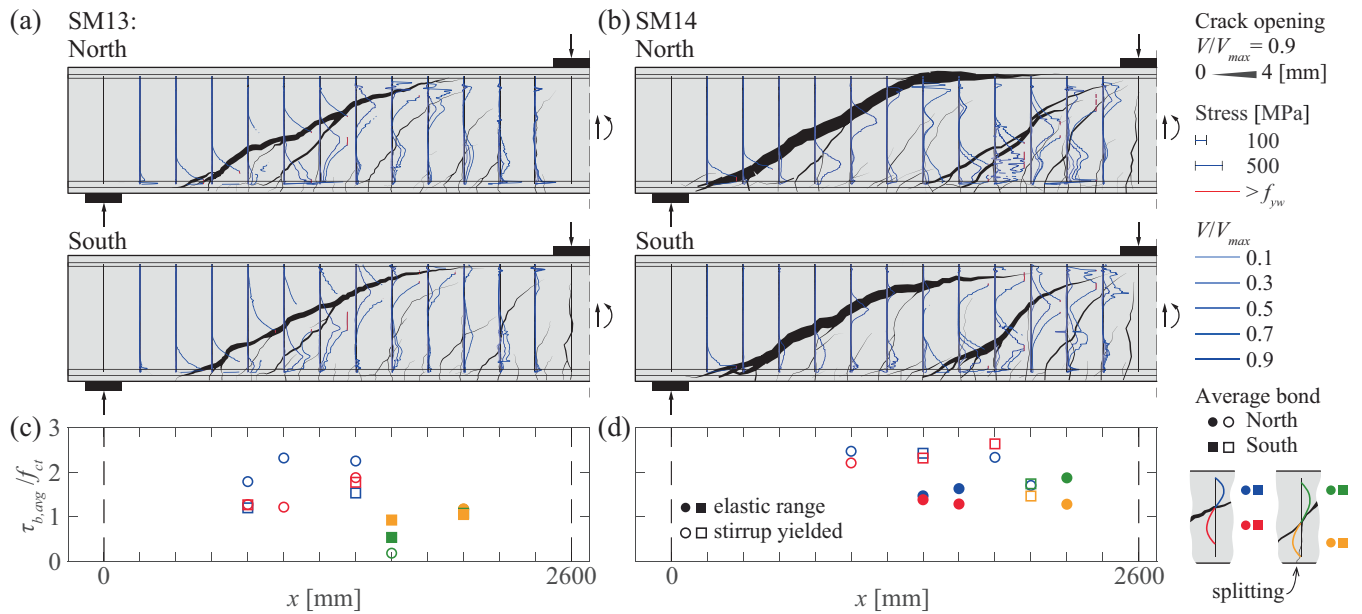 (a) SM13:
North
(b) SM14
North
South
South
Crack opening
V/Vmax = 0.9
0 4 [mm]
Stress [MPa]
100
500
> fyw
V/Vmax
0.1
0.3
0.5
0.7
0.9
Average bond
North
South
splitting
(c)
3
2
1
0
τb,avg /fct
0 2600
x [mm]
(d)
elastic range
stirrup yielded
0 2600
x [mm]